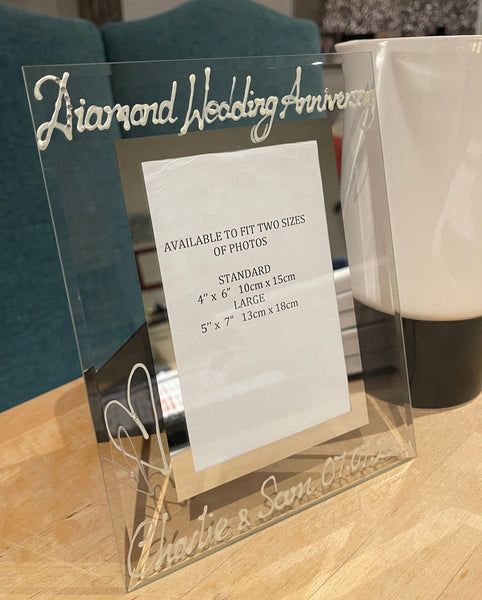 Diamond Wedding Anniversary
AVAILABLE TO FIT TWO SIZES
OF PHOTOS
STANDARD
4" x 6" 10cm x 15cm
LARGE
5" x 7" 13cm x 18cm
Charlie & Sam